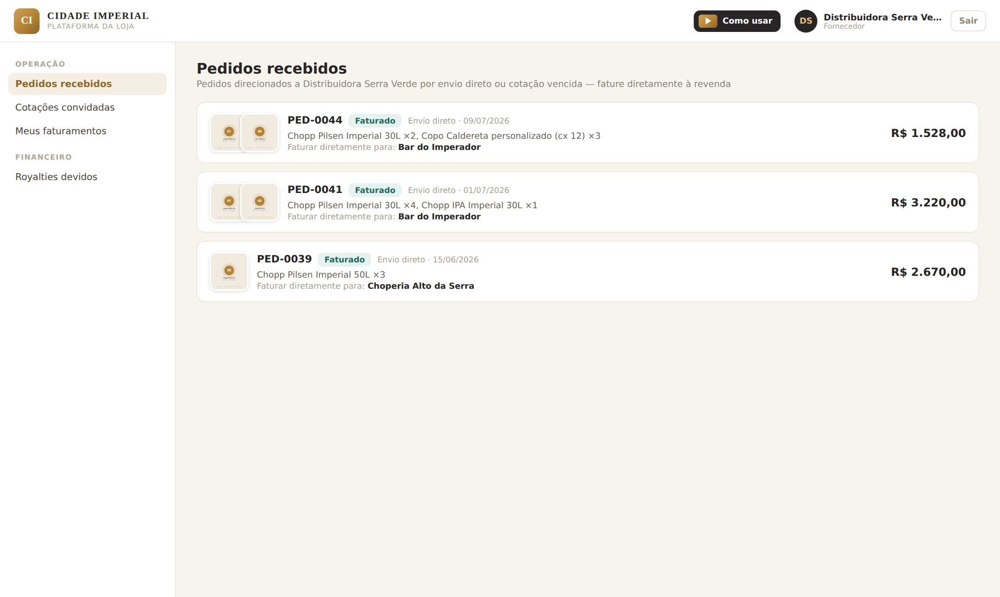 CI
CIDADE IMPERIAL
PLATAFORMA DA LOJA
Como usar
DS
Distribuidora Serra Ve...
Fornecedor
Sair
OPERAÇÃO
Pedidos recebidos
Cotações convidadas
Meus faturamentos
FINANCEIRO
Royalties devidos
Pedidos recebidos
Pedidos direcionados a Distribuidora Serra Verde por envio direto ou cotação vencida — fature diretamente à revenda
01
08
PED-0044 Faturado Envio direto · 09/07/2026
Chopp Pilsen Imperial 30L ×2, Copo Caldereta personalizado (cx 12) ×3
Faturar diretamente para: Bar do Imperador
R$ 1.528,00
01
03
PED-0041 Faturado Envio direto · 01/07/2026
Chopp Pilsen Imperial 30L ×4, Chopp IPA Imperial 30L ×1
Faturar diretamente para: Bar do Imperador
R$ 3.220,00
02
PED-0039 Faturado Envio direto · 15/06/2026
Chopp Pilsen Imperial 50L ×3
Faturar diretamente para: Choperia Alto da Serra
R$ 2.670,00